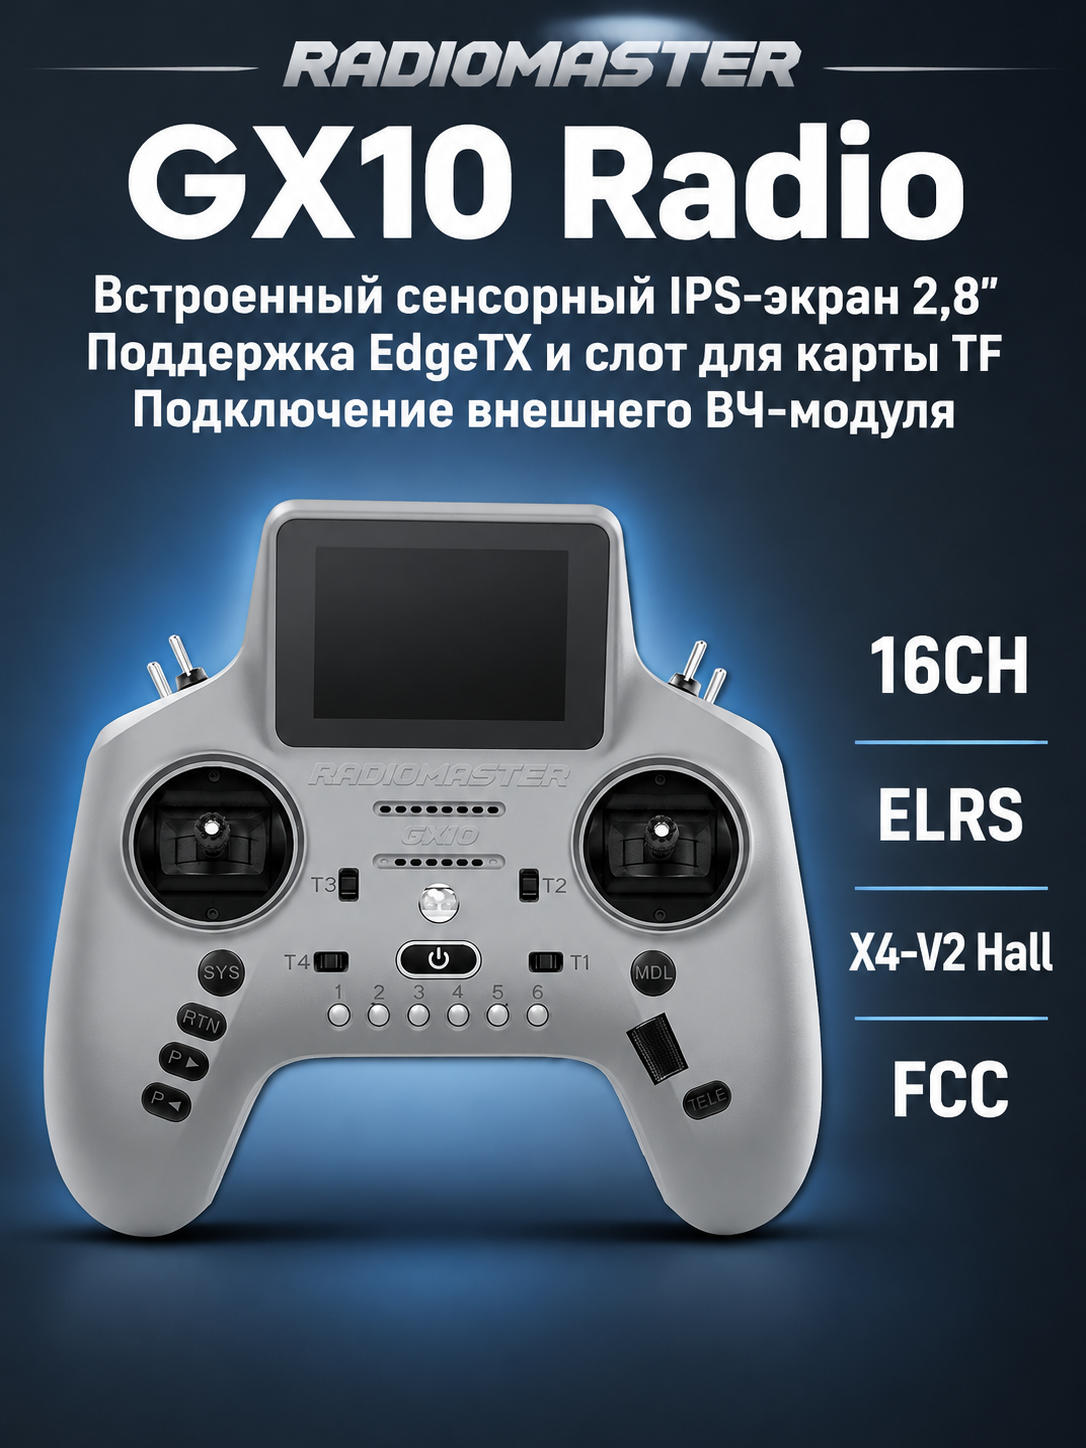 RADIOMASTER
GX10 Radio
Встроенный сенсорный IPS-экран 2,8″
Поддержка EdgeTX и слот для карты TF
Подключение внешнего ВЧ-модуля
16CH
ELRS
X4-V2 Hall
FCC
RADIOMASTER
GX10
T3
T2
T4
T1
SYS
MDL
1 2 3 4 5 6
RTN
P ▶
P ◀
TELE